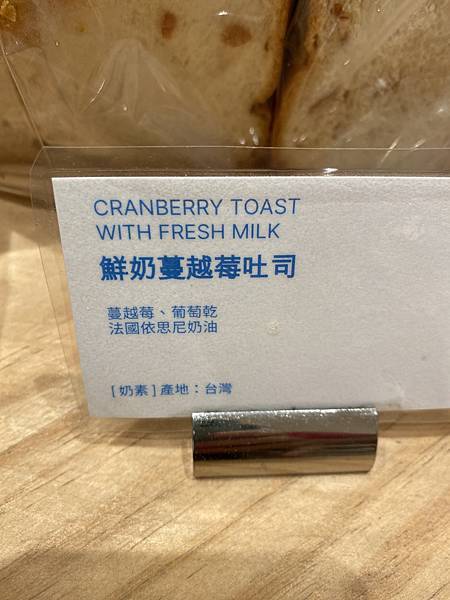 CRANBERRY TOAST
WITH FRESH MILK
鮮奶蔓越莓吐司
蔓越莓、葡萄乾
法國依思尼奶油
[奶素]產地：台灣